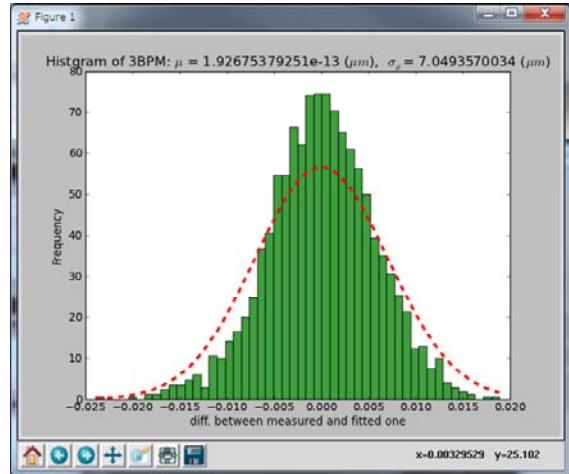 Figure 1
Histgram of 3BPM: μ = 1.92675379251e-13 (μm), σₓ = 7.0493570034 (μm)
80
70
60
50
40
30
20
10
0
Frequency
−0.025 −0.020 −0.015 −0.010 −0.005 0.000 0.005 0.010 0.015 0.020
diff. between measured and fitted one
x=0.00329529 y=25.102